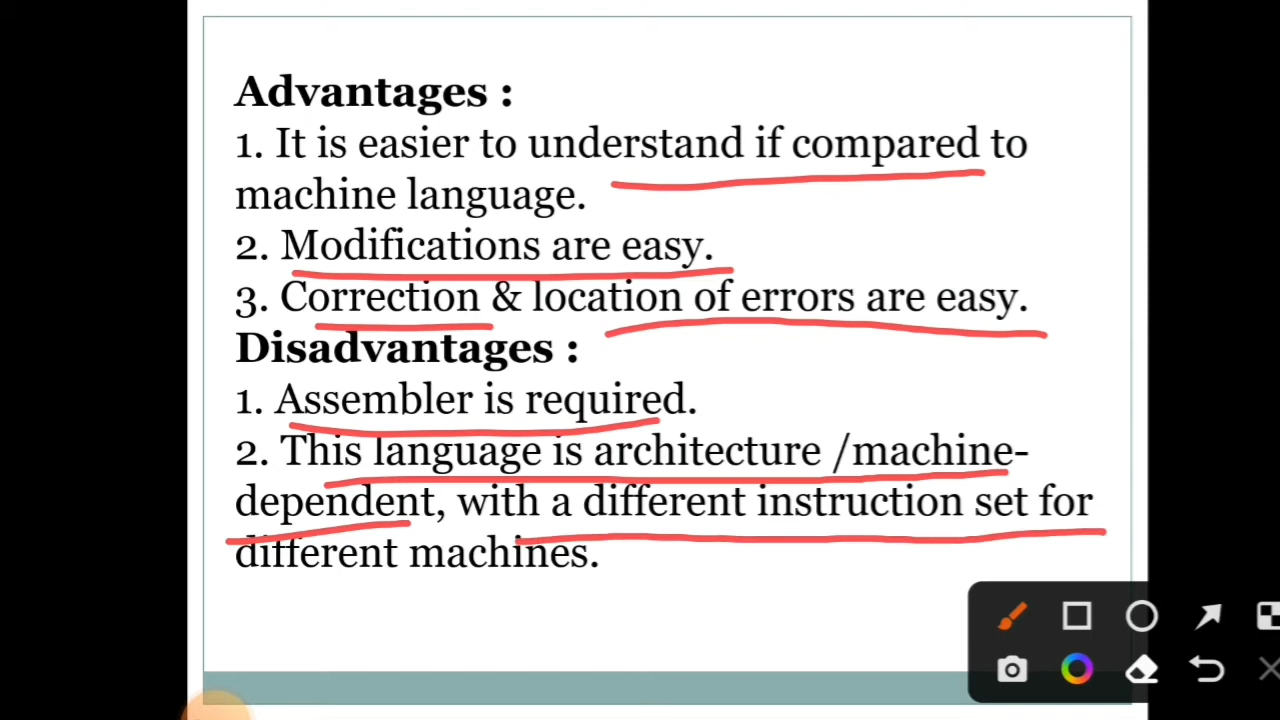 Advantages :
1. It is easier to understand if compared to
machine language.
2. Modifications are easy.
3. Correction & location of errors are easy.
Disadvantages :
1. Assembler is required.
2. This language is architecture /machine-
dependent, with a different instruction set for
different machines.